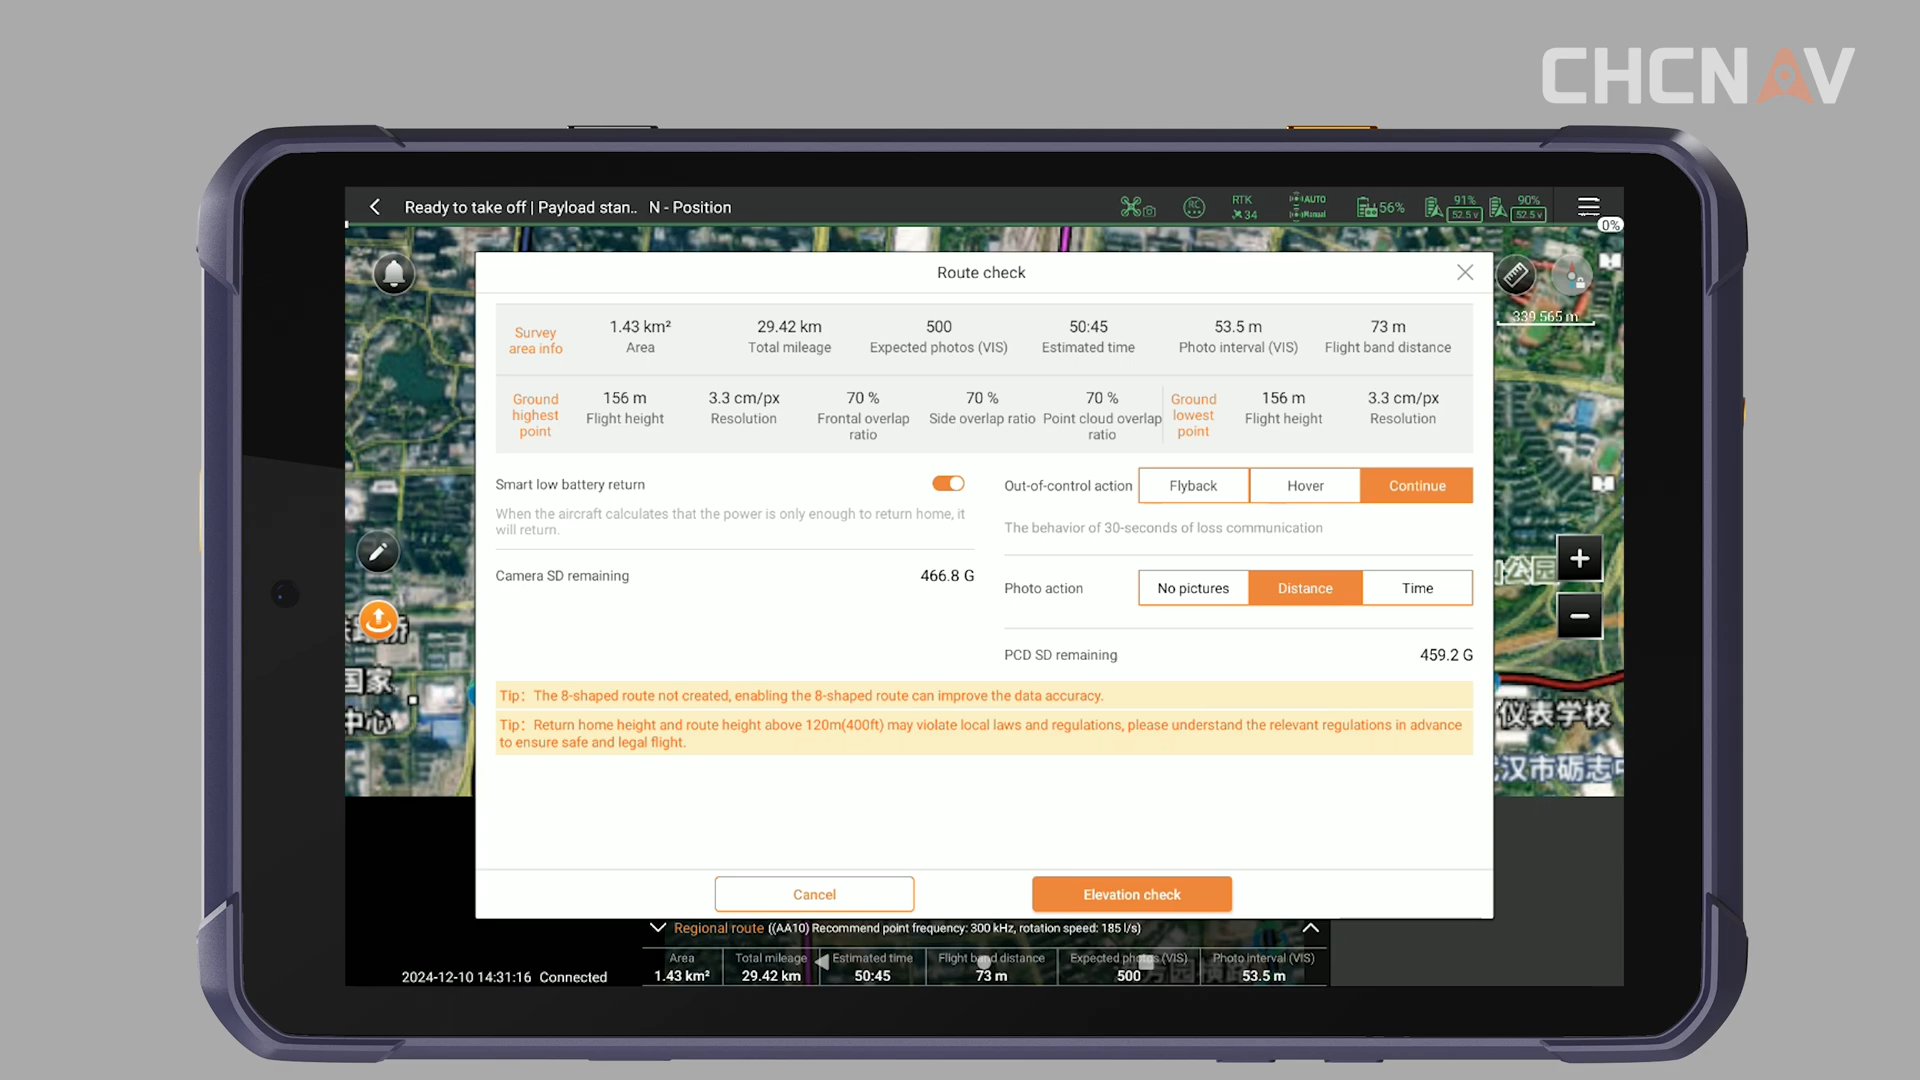 CHCNAV
Ready to take off | Payload stan.. N - Position
RTK
34
AUTO
Manual
56%
91%
52.5 v
90%
52.5 v
0%
Route check
339.565 m
Survey
area info
1.43 km²
Area
29.42 km
Total mileage
500
Expected photos (VIS)
50:45
Estimated time
53.5 m
Photo interval (VIS)
73 m
Flight band distance
Ground
highest
point
156 m
Flight height
3.3 cm/px
Resolution
70 %
Frontal overlap
ratio
70 %
Side overlap ratio
70 %
Point cloud overlap
ratio
Ground
lowest
point
156 m
Flight height
3.3 cm/px
Resolution
Smart low battery return
When the aircraft calculates that the power is only enough to return home, it
will return.
Camera SD remaining 466.8 G
Out-of-control action Flyback Hover Continue
The behavior of 30-seconds of loss communication
Photo action No pictures Distance Time
PCD SD remaining 459.2 G
公园
国家
中心
仪表学校
汉市砺志中
Tip： The 8-shaped route not created, enabling the 8-shaped route can improve the data accuracy.
Tip： Return home height and route height above 120m(400ft) may violate local laws and regulations, please understand the relevant regulations in advance
to ensure safe and legal flight.
Cancel
Elevation check
Regional route ((AA10) Recommend point frequency: 300 kHz, rotation speed: 185 l/s)
Area
1.43 km²
Total mileage
29.42 km
Estimated time
50:45
Flight band distance
73 m
Expected photos (VIS)
500
Photo interval (VIS)
53.5 m
2024-12-10 14:31:16 Connected